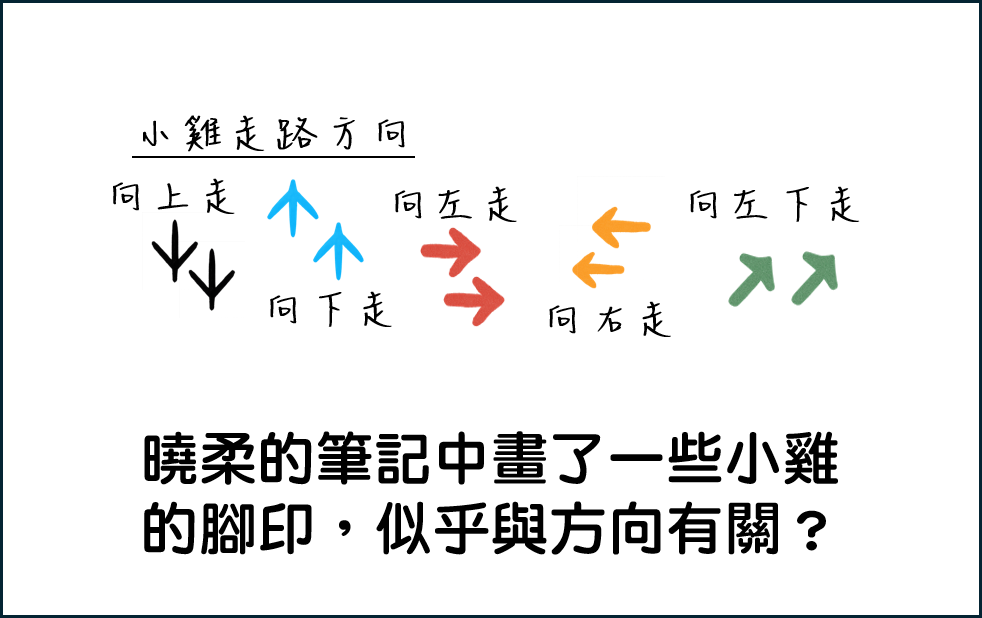 小雞走路方向
向上走
向左走
向左下走
向下走
向右走
曉柔的筆記中畫了一些小雞
的腳印，似乎與方向有關？